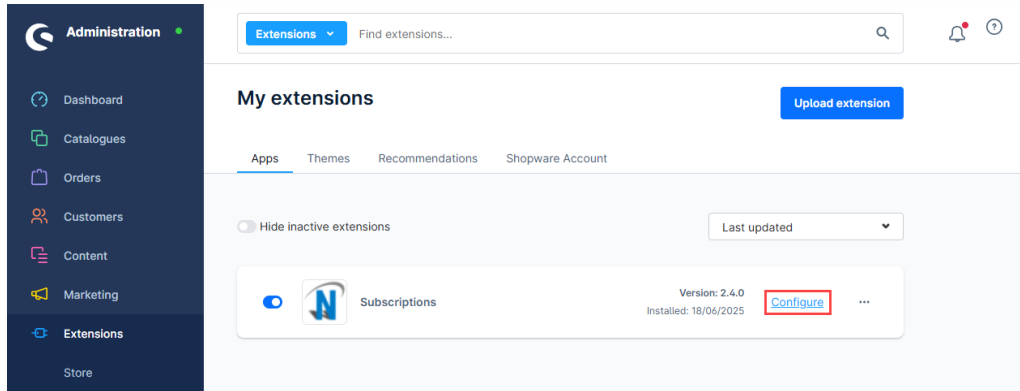 Administration
Extensions
Find extensions...
Dashboard
Catalogues
Orders
Customers
Content
Marketing
Extensions
Store
My extensions
Upload extension
Apps
Themes
Recommendations
Shopware Account
Hide inactive extensions
Last updated
N
Subscriptions
Version: 2.4.0
Installed: 18/06/2025
Configure